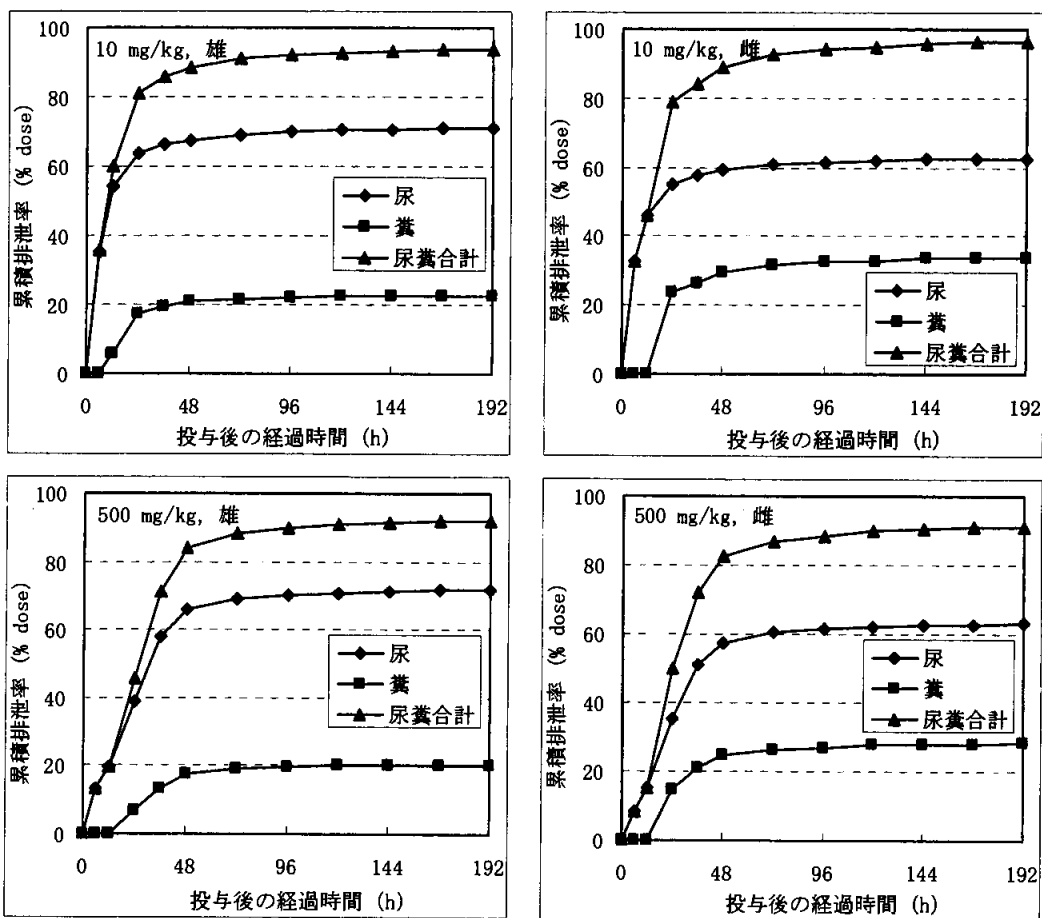 10 mg/kg, 雄
累積排泄率 (% dose)
100
80
60
40
20
0
尿
糞
尿糞合計
0 48 96 144 192
投与後の経過時間 (h)
10 mg/kg, 雌
累積排泄率 (% dose)
100
80
60
40
20
0
尿
糞
尿糞合計
0 48 96 144 192
投与後の経過時間 (h)
500 mg/kg, 雄
累積排泄率 (% dose)
100
80
60
40
20
0
尿
糞
尿糞合計
0 48 96 144 192
投与後の経過時間 (h)
500 mg/kg, 雌
累積排泄率 (% dose)
100
80
60
40
20
0
尿
糞
尿糞合計
0 48 96 144 192
投与後の経過時間 (h)